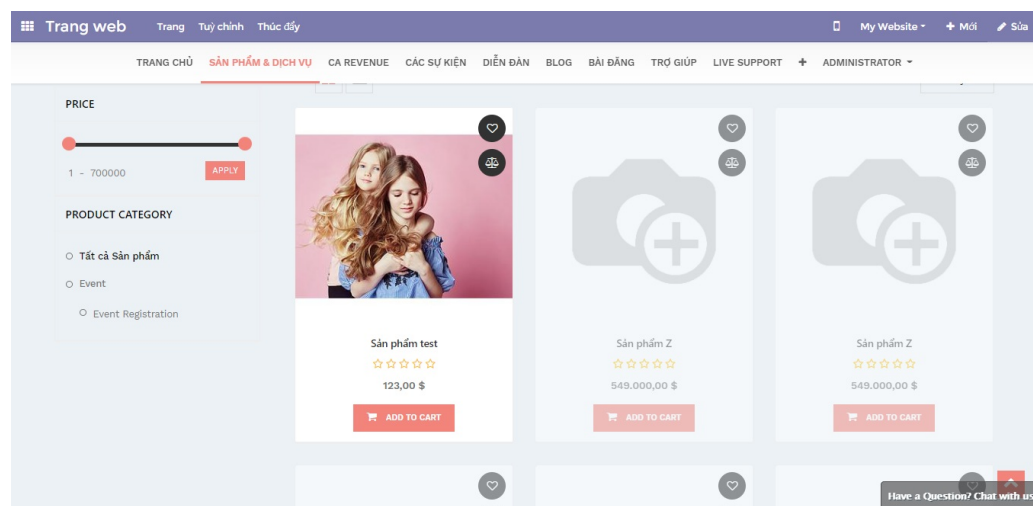 Trang web Trang Tuỳ chỉnh Thúc đẩy My Website + Mới Sửa
TRANG CHỦ SẢN PHẨM & DỊCH VỤ CA REVENUE CÁC SỰ KIỆN DIỄN ĐÀN BLOG BÀI ĐĂNG TRỢ GIÚP LIVE SUPPORT + ADMINISTRATOR
PRICE
1 - 700000 APPLY
PRODUCT CATEGORY
Tất cả Sản phẩm
Event
Event Registration
Sản phẩm test
123,00 $
ADD TO CART
Sản phẩm Z
549.000,00 $
ADD TO CART
Sản phẩm Z
549.000,00 $
ADD TO CART
Have a Question? Chat with us